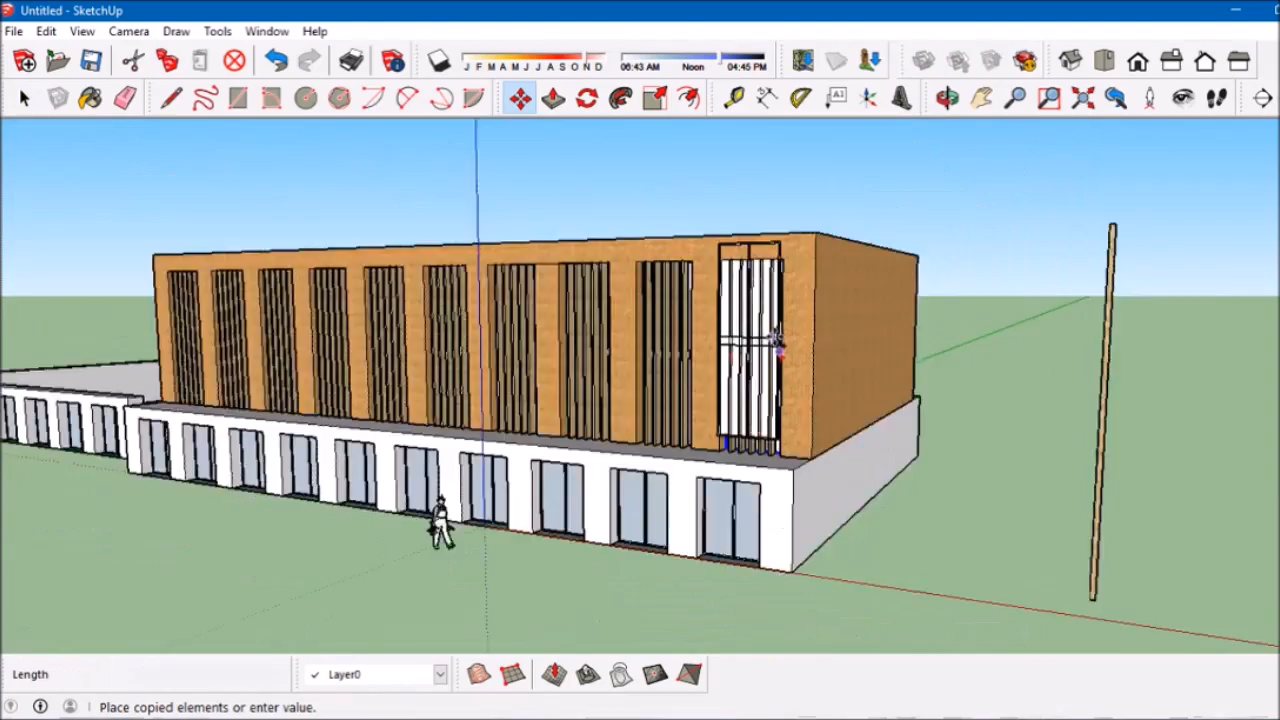 Untitled - SketchUp
File Edit View Camera Draw Tools Window Help
J F M A M J J A S O N D 06:43 AM Noon 04:45 PM
A1
Length Layer0
Place copied elements or enter value.